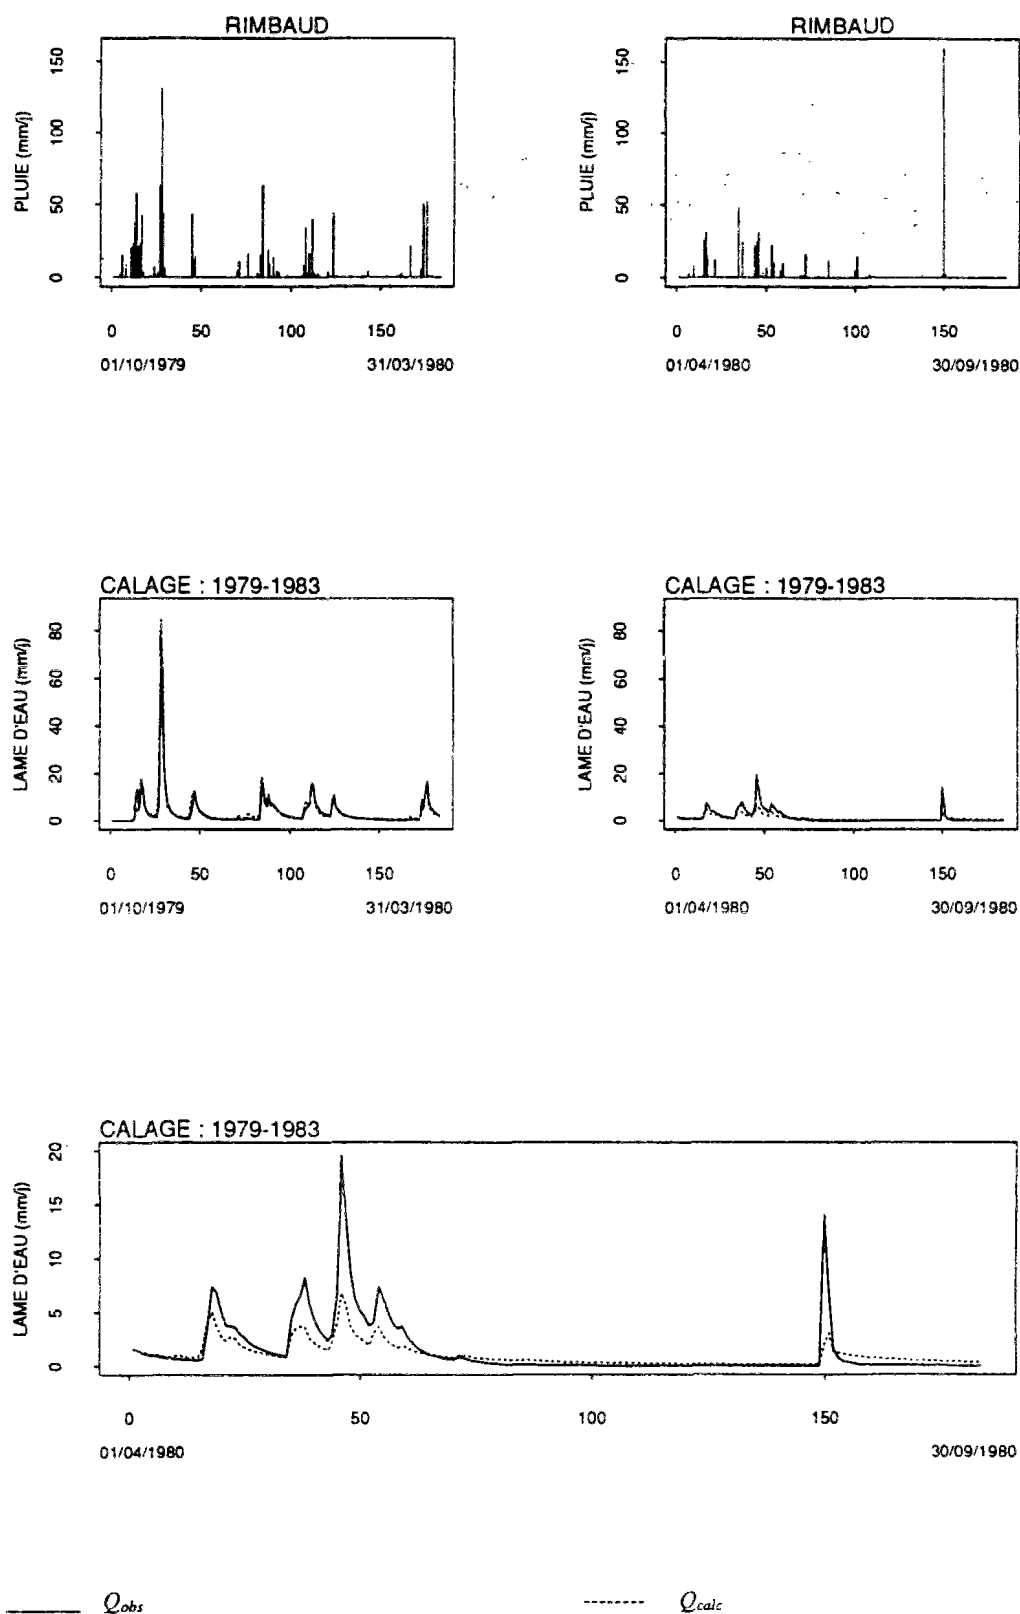 RIMBAUD
PLUIE (mm/j)
150
100
50
0
0 50 100 150
01/10/1979 31/03/1980
RIMBAUD
PLUIE (mm/j)
150
100
50
0
0 50 100 150
01/04/1980 30/09/1980
CALAGE : 1979-1983
LAME D'EAU (mm/j)
80
60
40
20
0
0 50 100 150
01/10/1979 31/03/1980
CALAGE : 1979-1983
LAME D'EAU (mm/j)
80
60
40
20
0
0 50 100 150
01/04/1980 30/09/1980
CALAGE : 1979-1983
LAME D'EAU (mm/j)
20
15
10
5
0
0 50 100 150
01/04/1980 30/09/1980
Qobs Qcalc